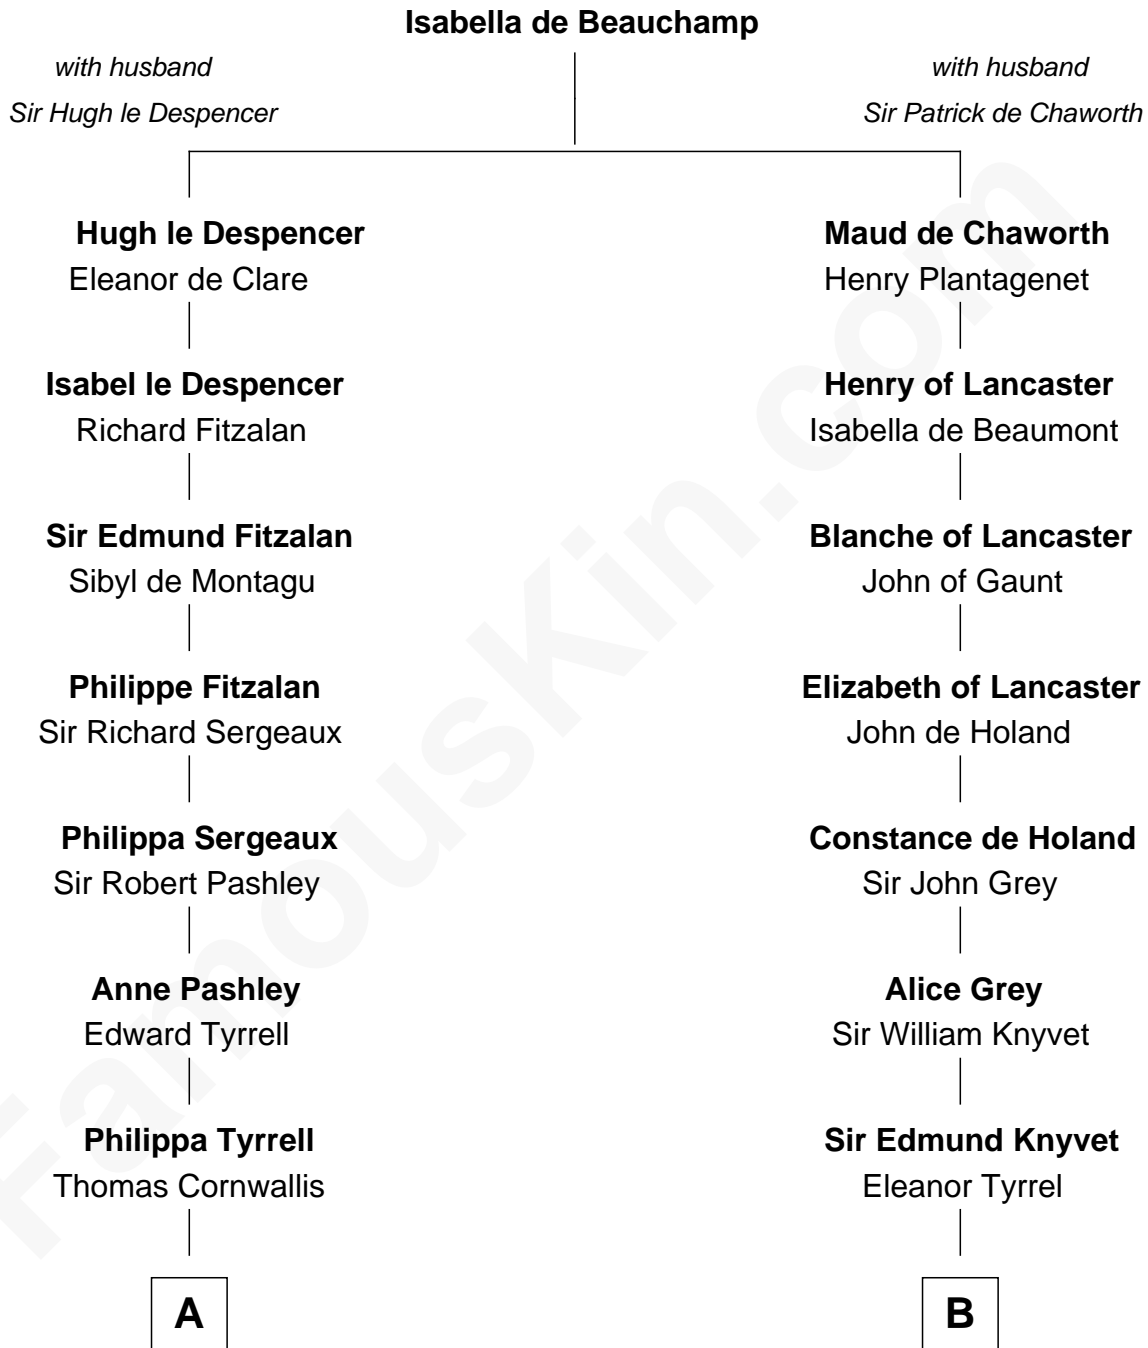 Isabella de Beauchamp
with husband
Sir Hugh le Despencer
with husband
Sir Patrick de Chaworth
Hugh le Despencer
Eleanor de Clare
Maud de Chaworth
Henry Plantagenet
Isabel le Despencer
Richard Fitzalan
Henry of Lancaster
Isabella de Beaumont
Sir Edmund Fitzalan
Sibyl de Montagu
Blanche of Lancaster
John of Gaunt
Philippe Fitzalan
Sir Richard Sergeaux
Elizabeth of Lancaster
John de Holand
Philippa Sergeaux
Sir Robert Pashley
Constance de Holand
Sir John Grey
Anne Pashley
Edward Tyrrell
Alice Grey
Sir William Knyvet
Philippa Tyrrell
Thomas Cornwallis
Sir Edmund Knyvet
Eleanor Tyrrel
A
B
FamousKin.com